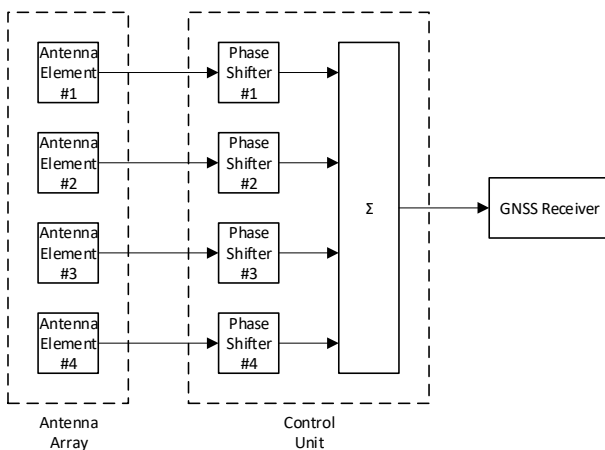 Antenna
Element
#1
Phase
Shifter
#1
Antenna
Element
#2
Phase
Shifter
#2
Antenna
Element
#3
Phase
Shifter
#3
Antenna
Element
#4
Phase
Shifter
#4
Σ
GNSS Receiver
Antenna
Array
Control
Unit